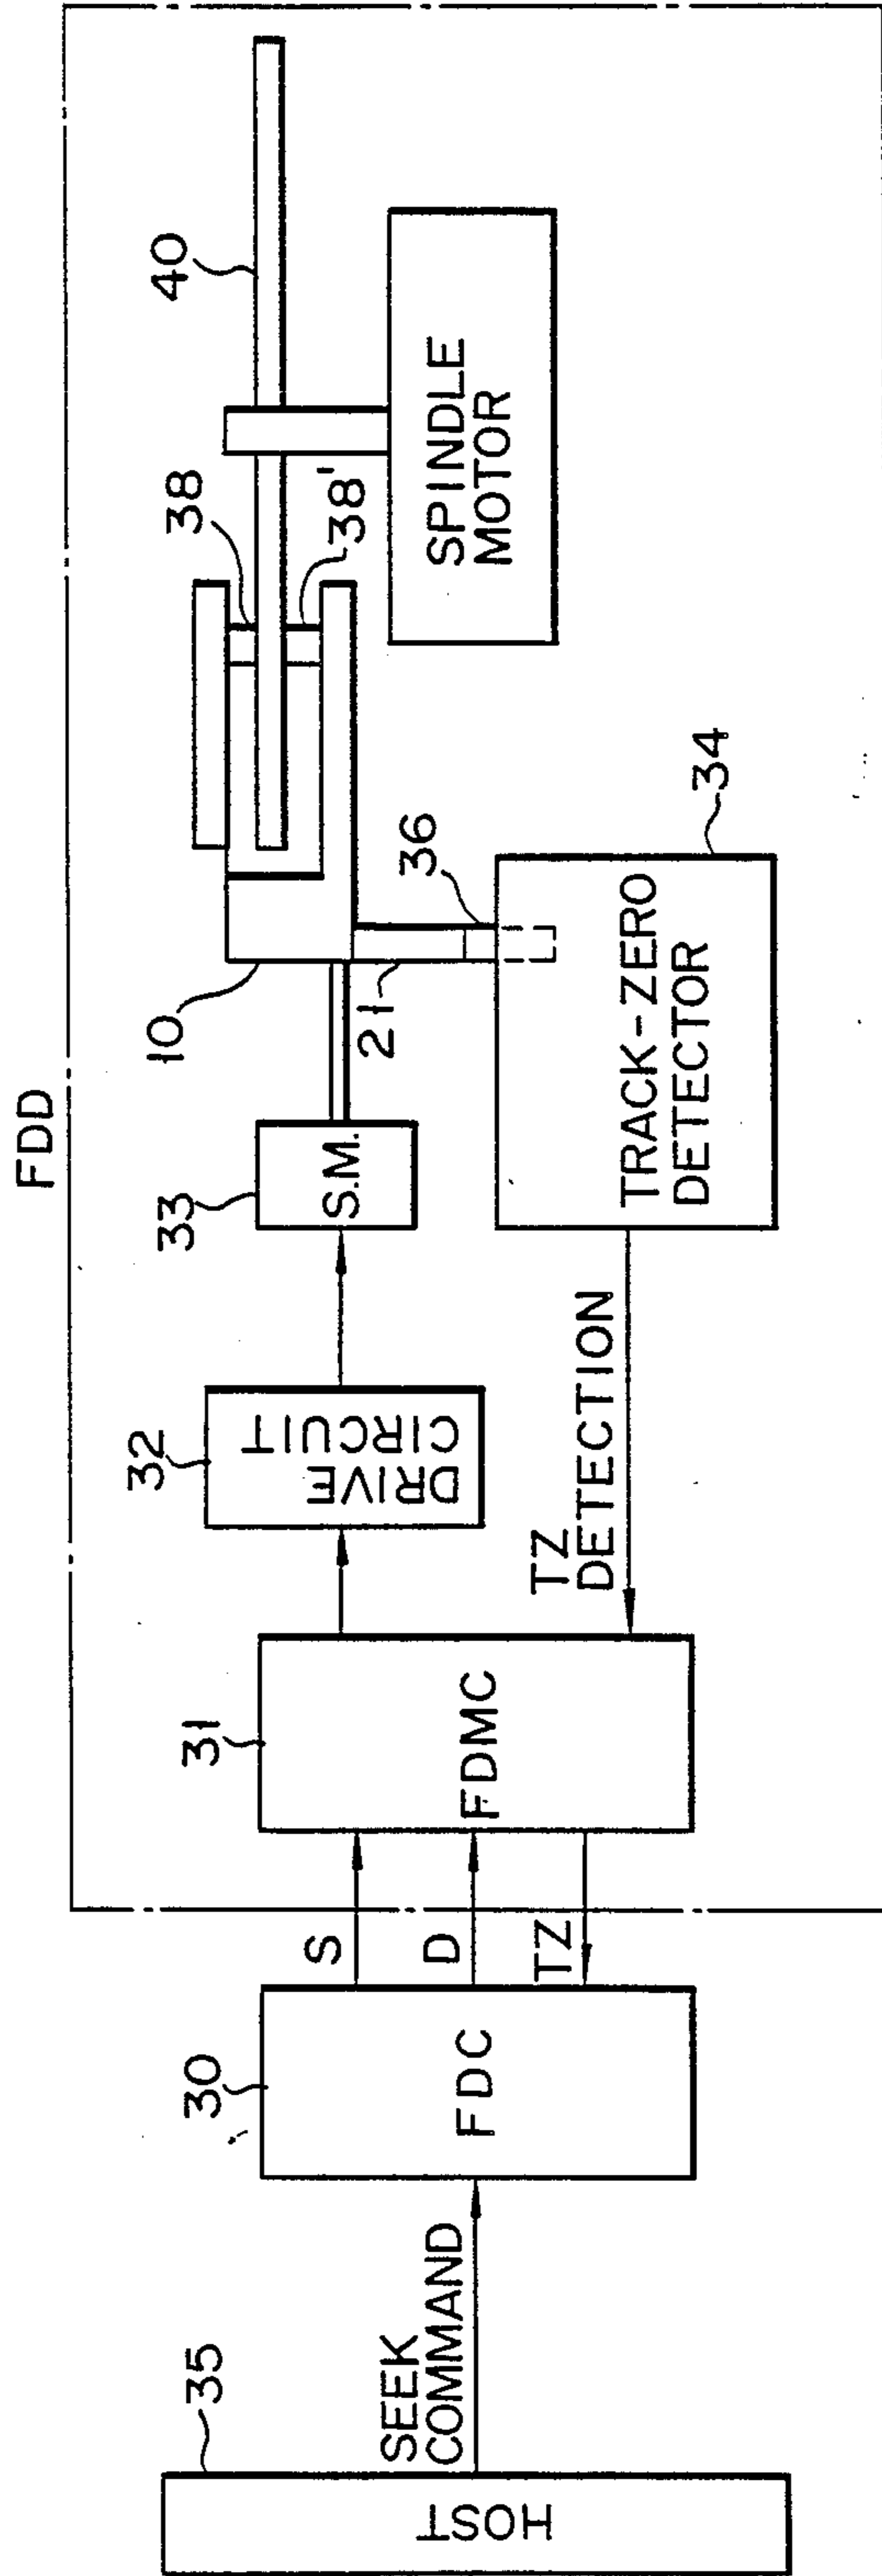 FDD
HOST
35
SEEK
COMMAND
30
FDC
S
D
TZ
31
FDMC
32
DRIVE
CIRCUIT
33
S.M.
TZ
DETECTION
10
21
36
34
TRACK-ZERO
DETECTOR
38
38'
40
SPINDLE
MOTOR